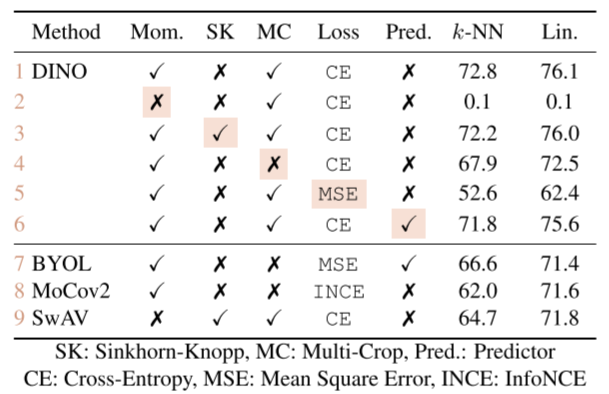 Method Mom. SK MC Loss Pred. k-NN Lin.
1 DINO ✓ ✗ ✓ CE ✗ 72.8 76.1
2 ✗ ✗ ✓ CE ✗ 0.1 0.1
3 ✓ ✓ ✓ CE ✗ 72.2 76.0
4 ✓ ✗ ✗ CE ✗ 67.9 72.5
5 ✓ ✗ ✓ MSE ✗ 52.6 62.4
6 ✓ ✗ ✓ CE ✓ 71.8 75.6
7 BYOL ✓ ✗ ✗ MSE ✓ 66.6 71.4
8 MoCov2 ✓ ✗ ✗ INCE ✗ 62.0 71.6
9 SwAV ✗ ✓ ✓ CE ✗ 64.7 71.8
SK: Sinkhorn-Knopp, MC: Multi-Crop, Pred.: Predictor
CE: Cross-Entropy, MSE: Mean Square Error, INCE: InfoNCE